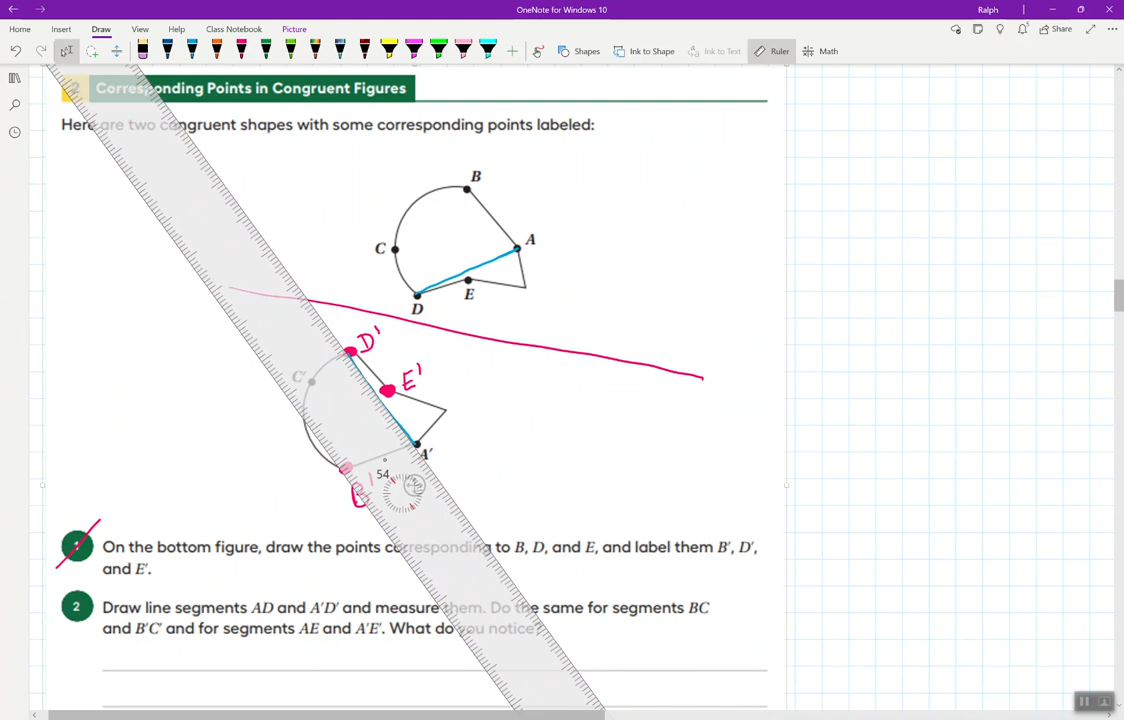 OneNote for Windows 10
Ralph
Home Insert Draw View Help Class Notebook Picture
Share
Shapes Ink to Shape Ink to Text Ruler Math
2 Corresponding Points in Congruent Figures
Here are two congruent shapes with some corresponding points labeled:
B
A
C
E
D
D'
C'
E'
A'
54
B'
1 On the bottom figure, draw the points corresponding to B, D, and E, and label them B′, D′,
and E′.
2 Draw line segments AD and A′D′ and measure them. Do the same for segments BC
and B′C′ and for segments AE and A′E′. What do you notice?